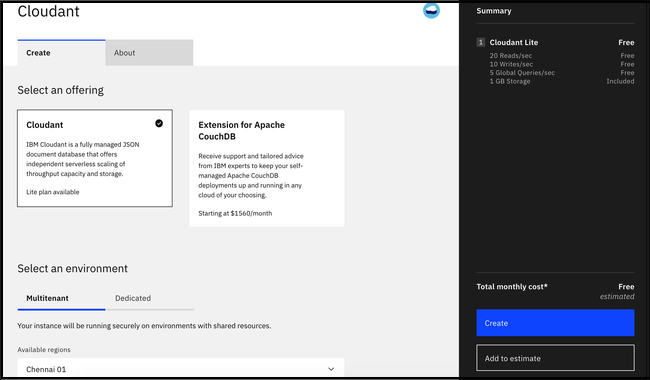 Cloudant
Create
About
Select an offering
Cloudant
IBM Cloudant is a fully managed JSON
document database that offers
independent serverless scaling of
throughput capacity and storage.
Lite plan available
Extension for Apache
CouchDB
Receive support and tailored advice
from IBM experts to keep your self-
managed Apache CouchDB
deployments up and running in any
cloud of your choosing.
Starting at $1560/month
Select an environment
Multitenant
Dedicated
Your instance will be running securely on environments with shared resources.
Available regions
Chennai 01
Summary
1 Cloudant Lite Free
20 Reads/sec Free
10 Writes/sec Free
5 Global Queries/sec Free
1 GB Storage Included
Total monthly cost* Free
estimated
Create
Add to estimate